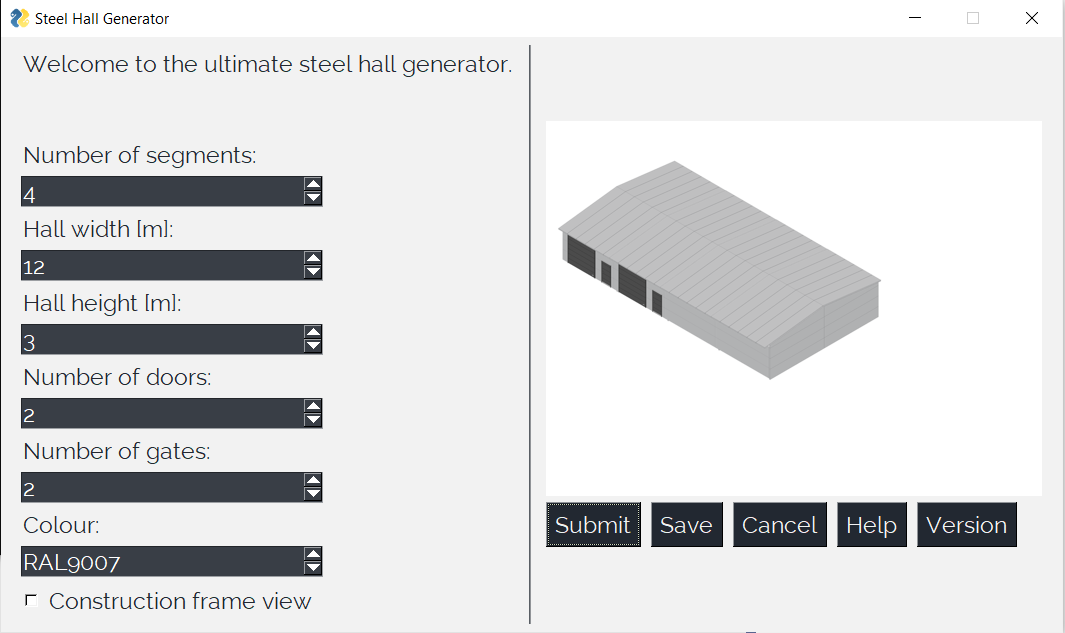 Steel Hall Generator
Welcome to the ultimate steel hall generator.
Number of segments:
4
Hall width [m]:
12
Hall height [m]:
3
Number of doors:
2
Number of gates:
2
Colour:
RAL9007
Construction frame view
Submit Save Cancel Help Version